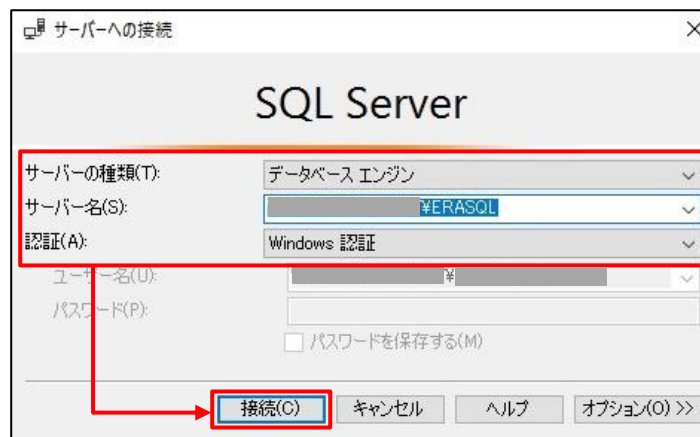 サーバーへの接続
SQL Server
サーバーの種類(T):
データベース エンジン
サーバー名(S):
¥ERASQL
認証(A):
Windows 認証
ユーザー名(U):
¥
パスワード(P):
パスワードを保存する(M)
接続(C)
キャンセル
ヘルプ
オプション(O) >>